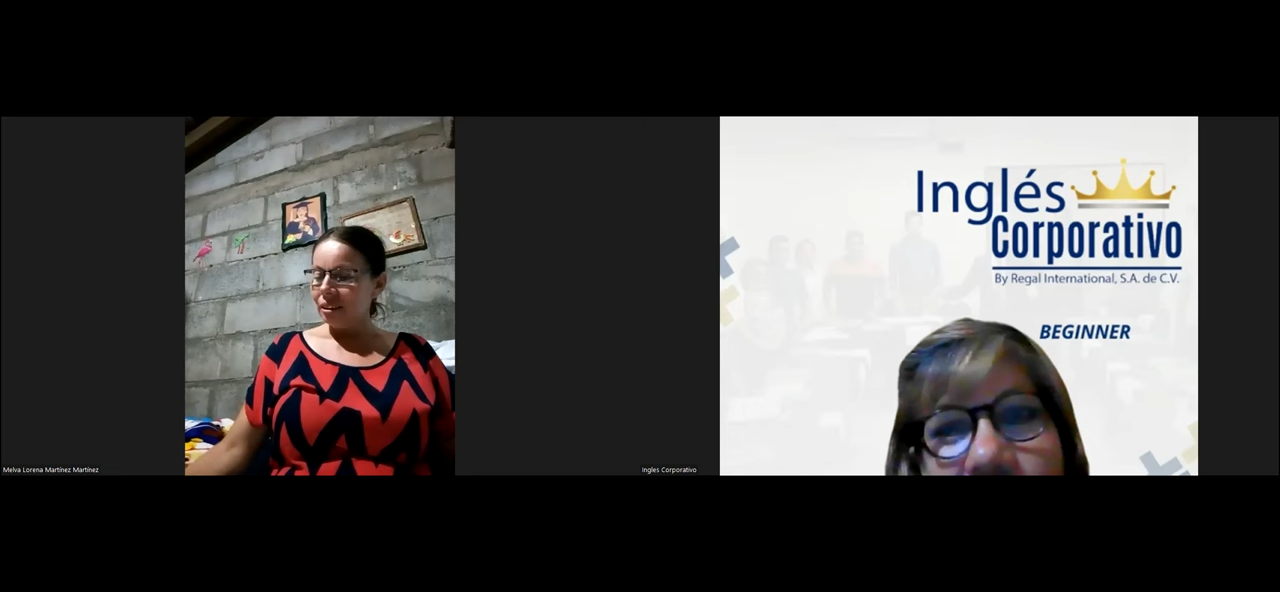 Inglés
Corporativo
By Regal International, S.A. de C.V.
BEGINNER
Melva Lorena Martínez Martínez
Ingles Corporativo